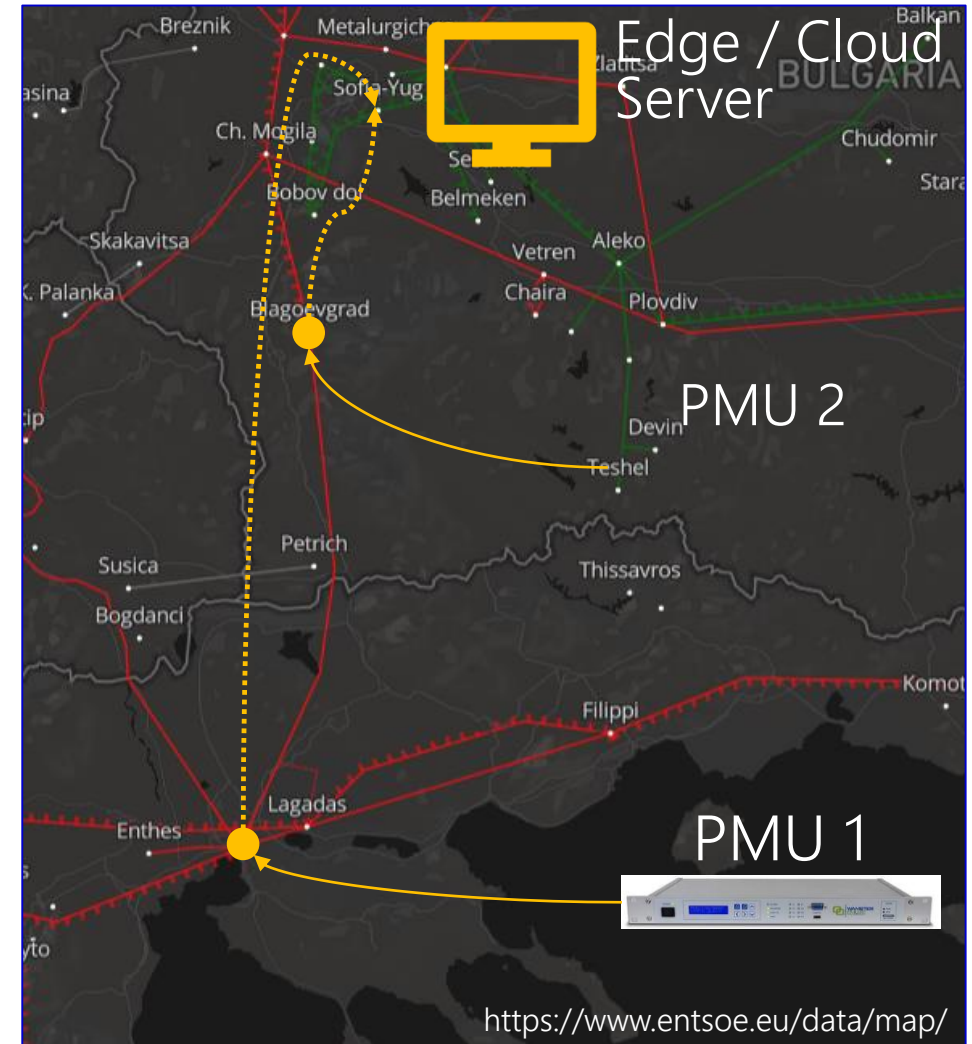 Breznik
Metalurgich
Balkan
Edge / Cloud
Server
Zlatitsa
BULGARIA
asina
Sofia-Yug
Ch. Mogila
Chudomir
Se
Stara
Bobov dol
Belmeken
Skakavitsa
Vetren
Aleko
K. Palanka
Chaira
Plovdiv
Blagoevgrad
PMU 2
tip
Devin
Teshel
Petrich
Susica
Thissavros
Bogdanci
Komot
Filippi
Lagadas
Enthes
PMU 1
yto
https://www.entsoe.eu/data/map/